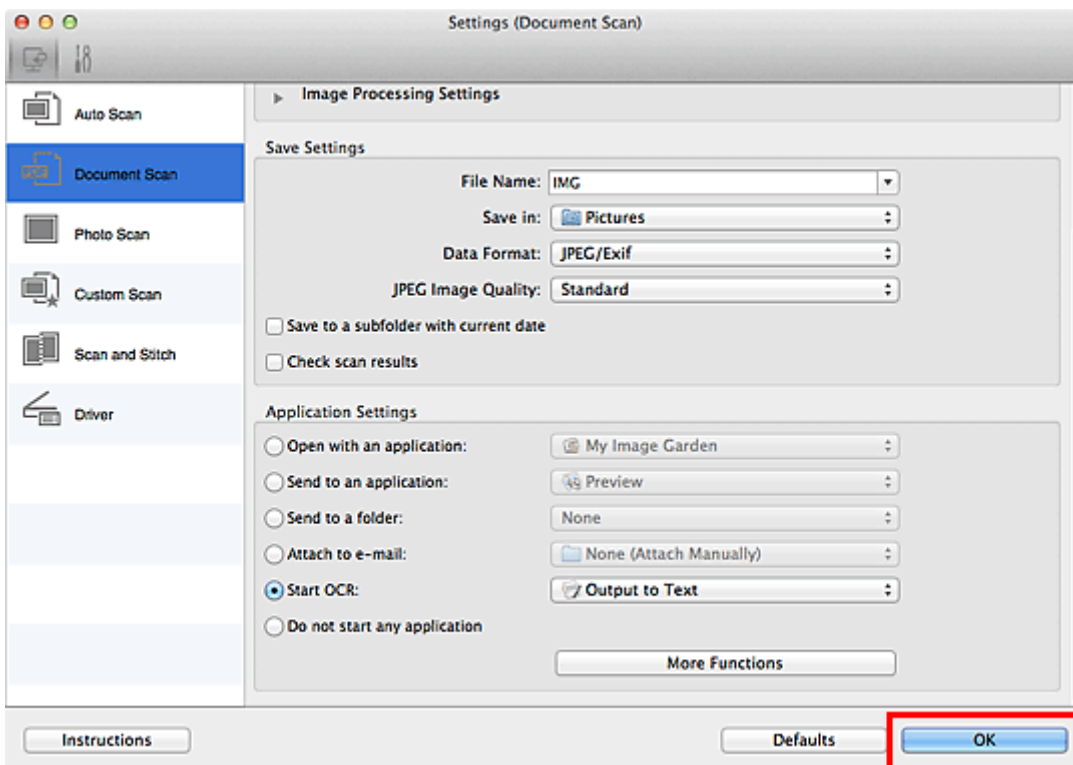 Settings (Document Scan)
Image Processing Settings
Auto Scan
Document Scan
Photo Scan
Custom Scan
Scan and Stitch
Driver
Save Settings
File Name: IMG
Save in: Pictures
Data Format: JPEG/Exif
JPEG Image Quality: Standard
Save to a subfolder with current date
Check scan results
Application Settings
Open with an application: My Image Garden
Send to an application: Preview
Send to a folder: None
Attach to e-mail: None (Attach Manually)
Start OCR: Output to Text
Do not start any application
More Functions
Instructions Defaults OK